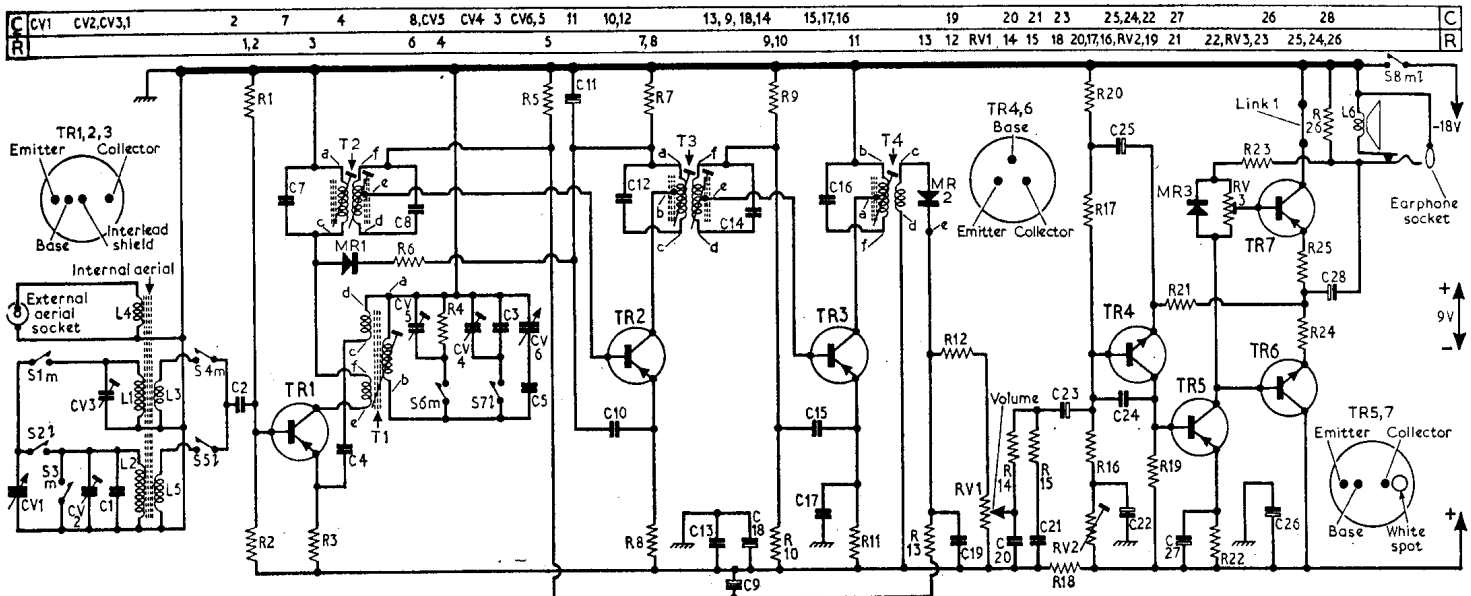 C CV1 CV2,CV3,1 2 7 4 8,CV5 CV4 3 CV6,5 11 10,12 13,9,18,14 15,17,16 19 20 21 23 25,24,22 27 26 28 C
R 1,2 3 6 4 5 7,8 9,10 11 13 12 RV1 14 15 18 20,17,16,RV2,19 21 22,RV3,23 25,24,26 R
S8ml
R1
R5
C11
R7
R9
R20
Link 1
R
26
L6
-18V
TR1,2,3
Emitter
Collector
Base
Interlead
shield
T2
a
f
e
c
d
C7
C8
T3
a
f
e
b
c
d
C12
C14
T4
b
c
a
d
f
C16
MR
2
e
TR4,6
Base
Emitter
Collector
C25
R17
R23
MR3
RV
3
TR7
Earphone
socket
MR1
R6
R25
C28
Internal aerial
External
aerial
socket
L4
d
a
c
f
b
e
T1
CV
5
R4
CV
4
C3
CV
6
C5
S6m
S7l
TR2
TR3
R12
TR4
R21
R24
+
9V
-
S1m
CV3
L1
L3
S4m
C2
TR1
C4
S2l
S3
m
CV1
CV
2
C1
L2
L5
S5l
C10
C15
Volume
C23
C24
TR5
TR6
TR5,7
Emitter
Collector
Base
White
spot
R2
R3
R8
C13
C
18
C9
R
10
C17
R11
R
13
C19
RV1
R
14
R
15
C
20
C21
R16
RV2
C22
R18
R19
C
27
R22
C26
+